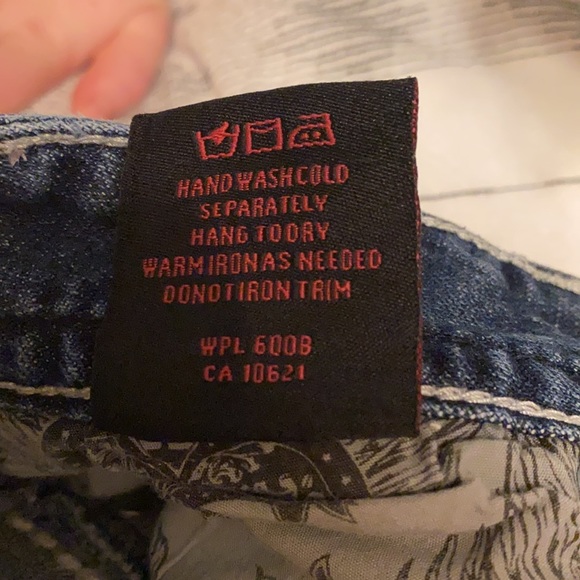 HAND WASH COLD
SEPARATELY
HANG TO DRY
WARM IRON AS NEEDED
DO NOT IRON TRIM
WPL 6008
CA 10621